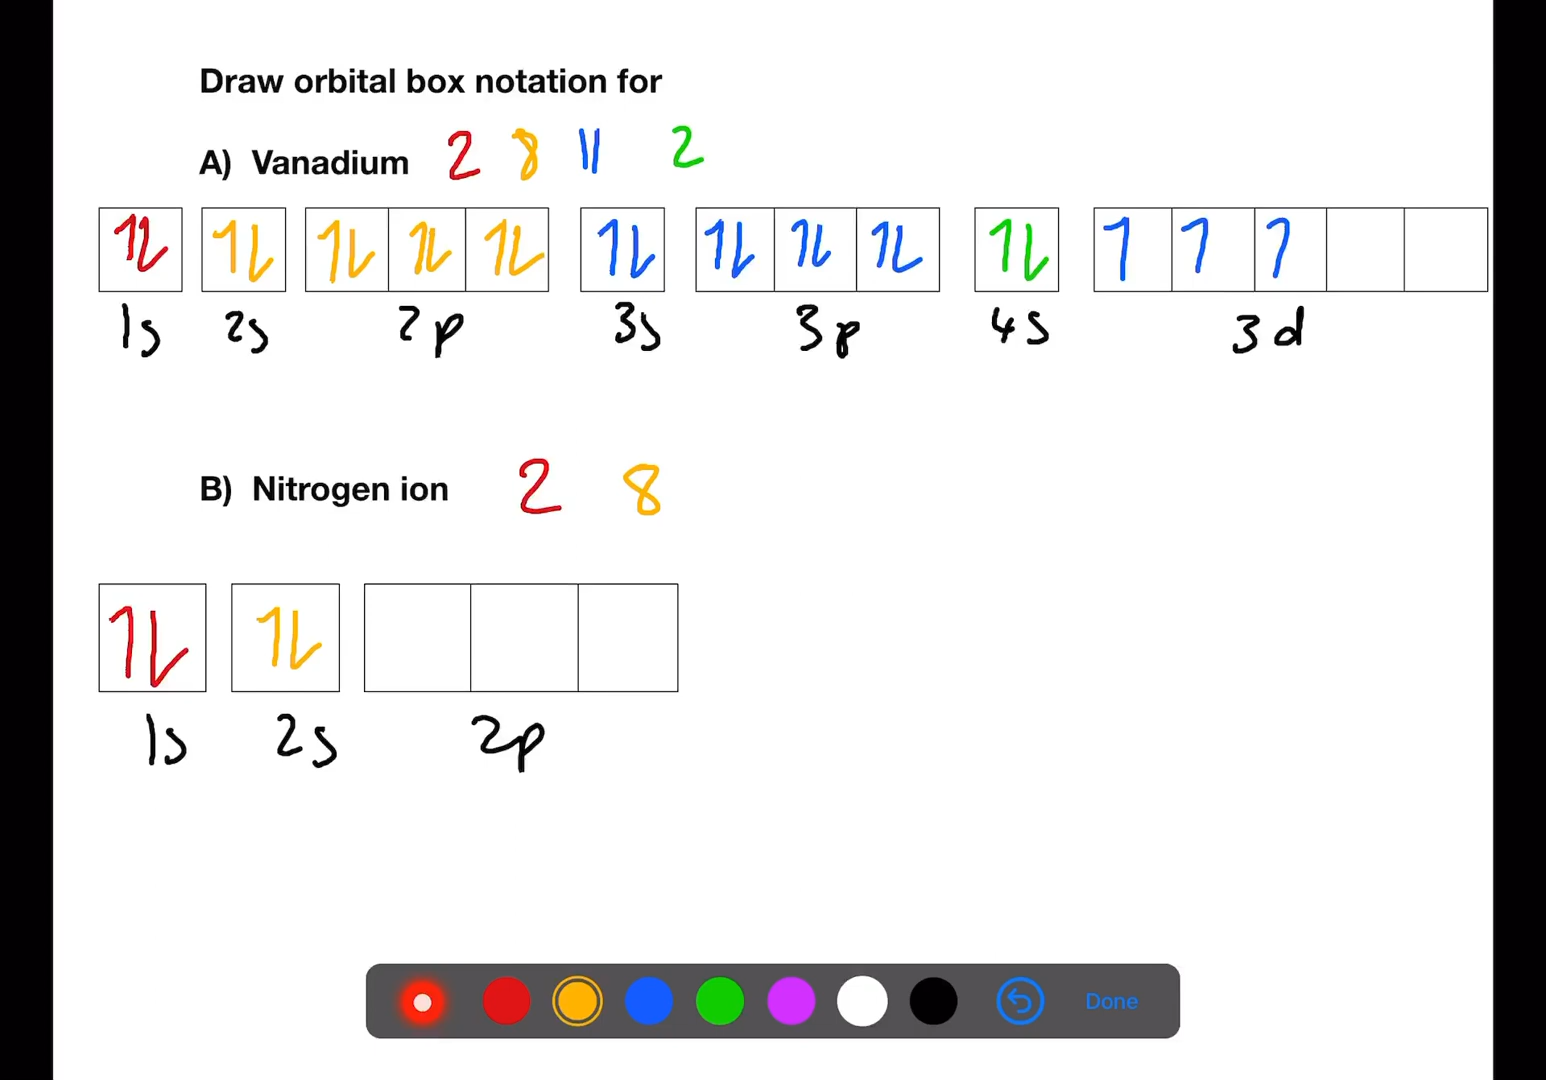 Draw orbital box notation for
A) Vanadium 2 8 11 2
1s 2s 2p 3s 3p 4s 3d
B) Nitrogen ion 2 8
1s 2s 2p
Done